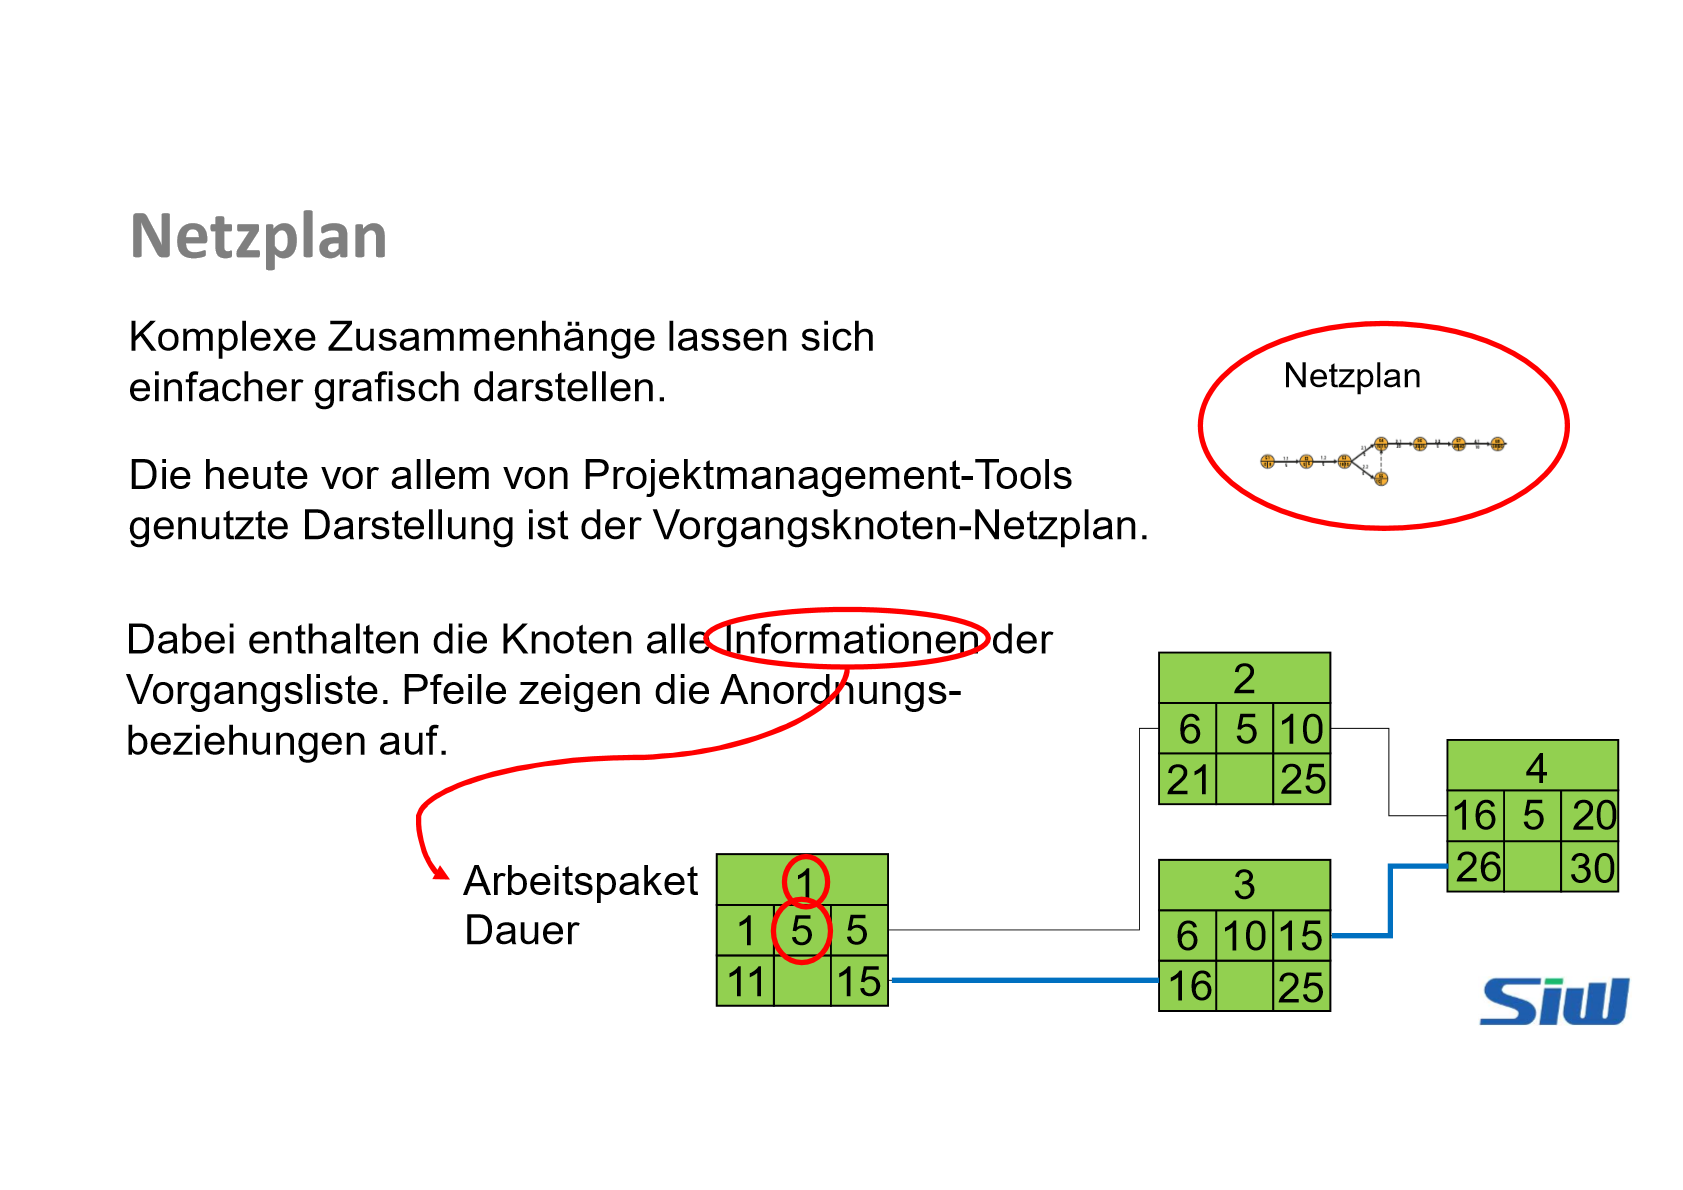 Netzplan
Komplexe Zusammenhänge lassen sich
einfacher grafisch darstellen.
Netzplan
Die heute vor allem von Projektmanagement-Tools
genutzte Darstellung ist der Vorgangsknoten-Netzplan.
Dabei enthalten die Knoten alle Informationen der
Vorgangsliste. Pfeile zeigen die Anordnungs-
beziehungen auf.
Arbeitspaket
Dauer
1
1 5 5
11 15
2
6 5 10
21 25
3
6 10 15
16 25
4
16 5 20
26 30
SiW